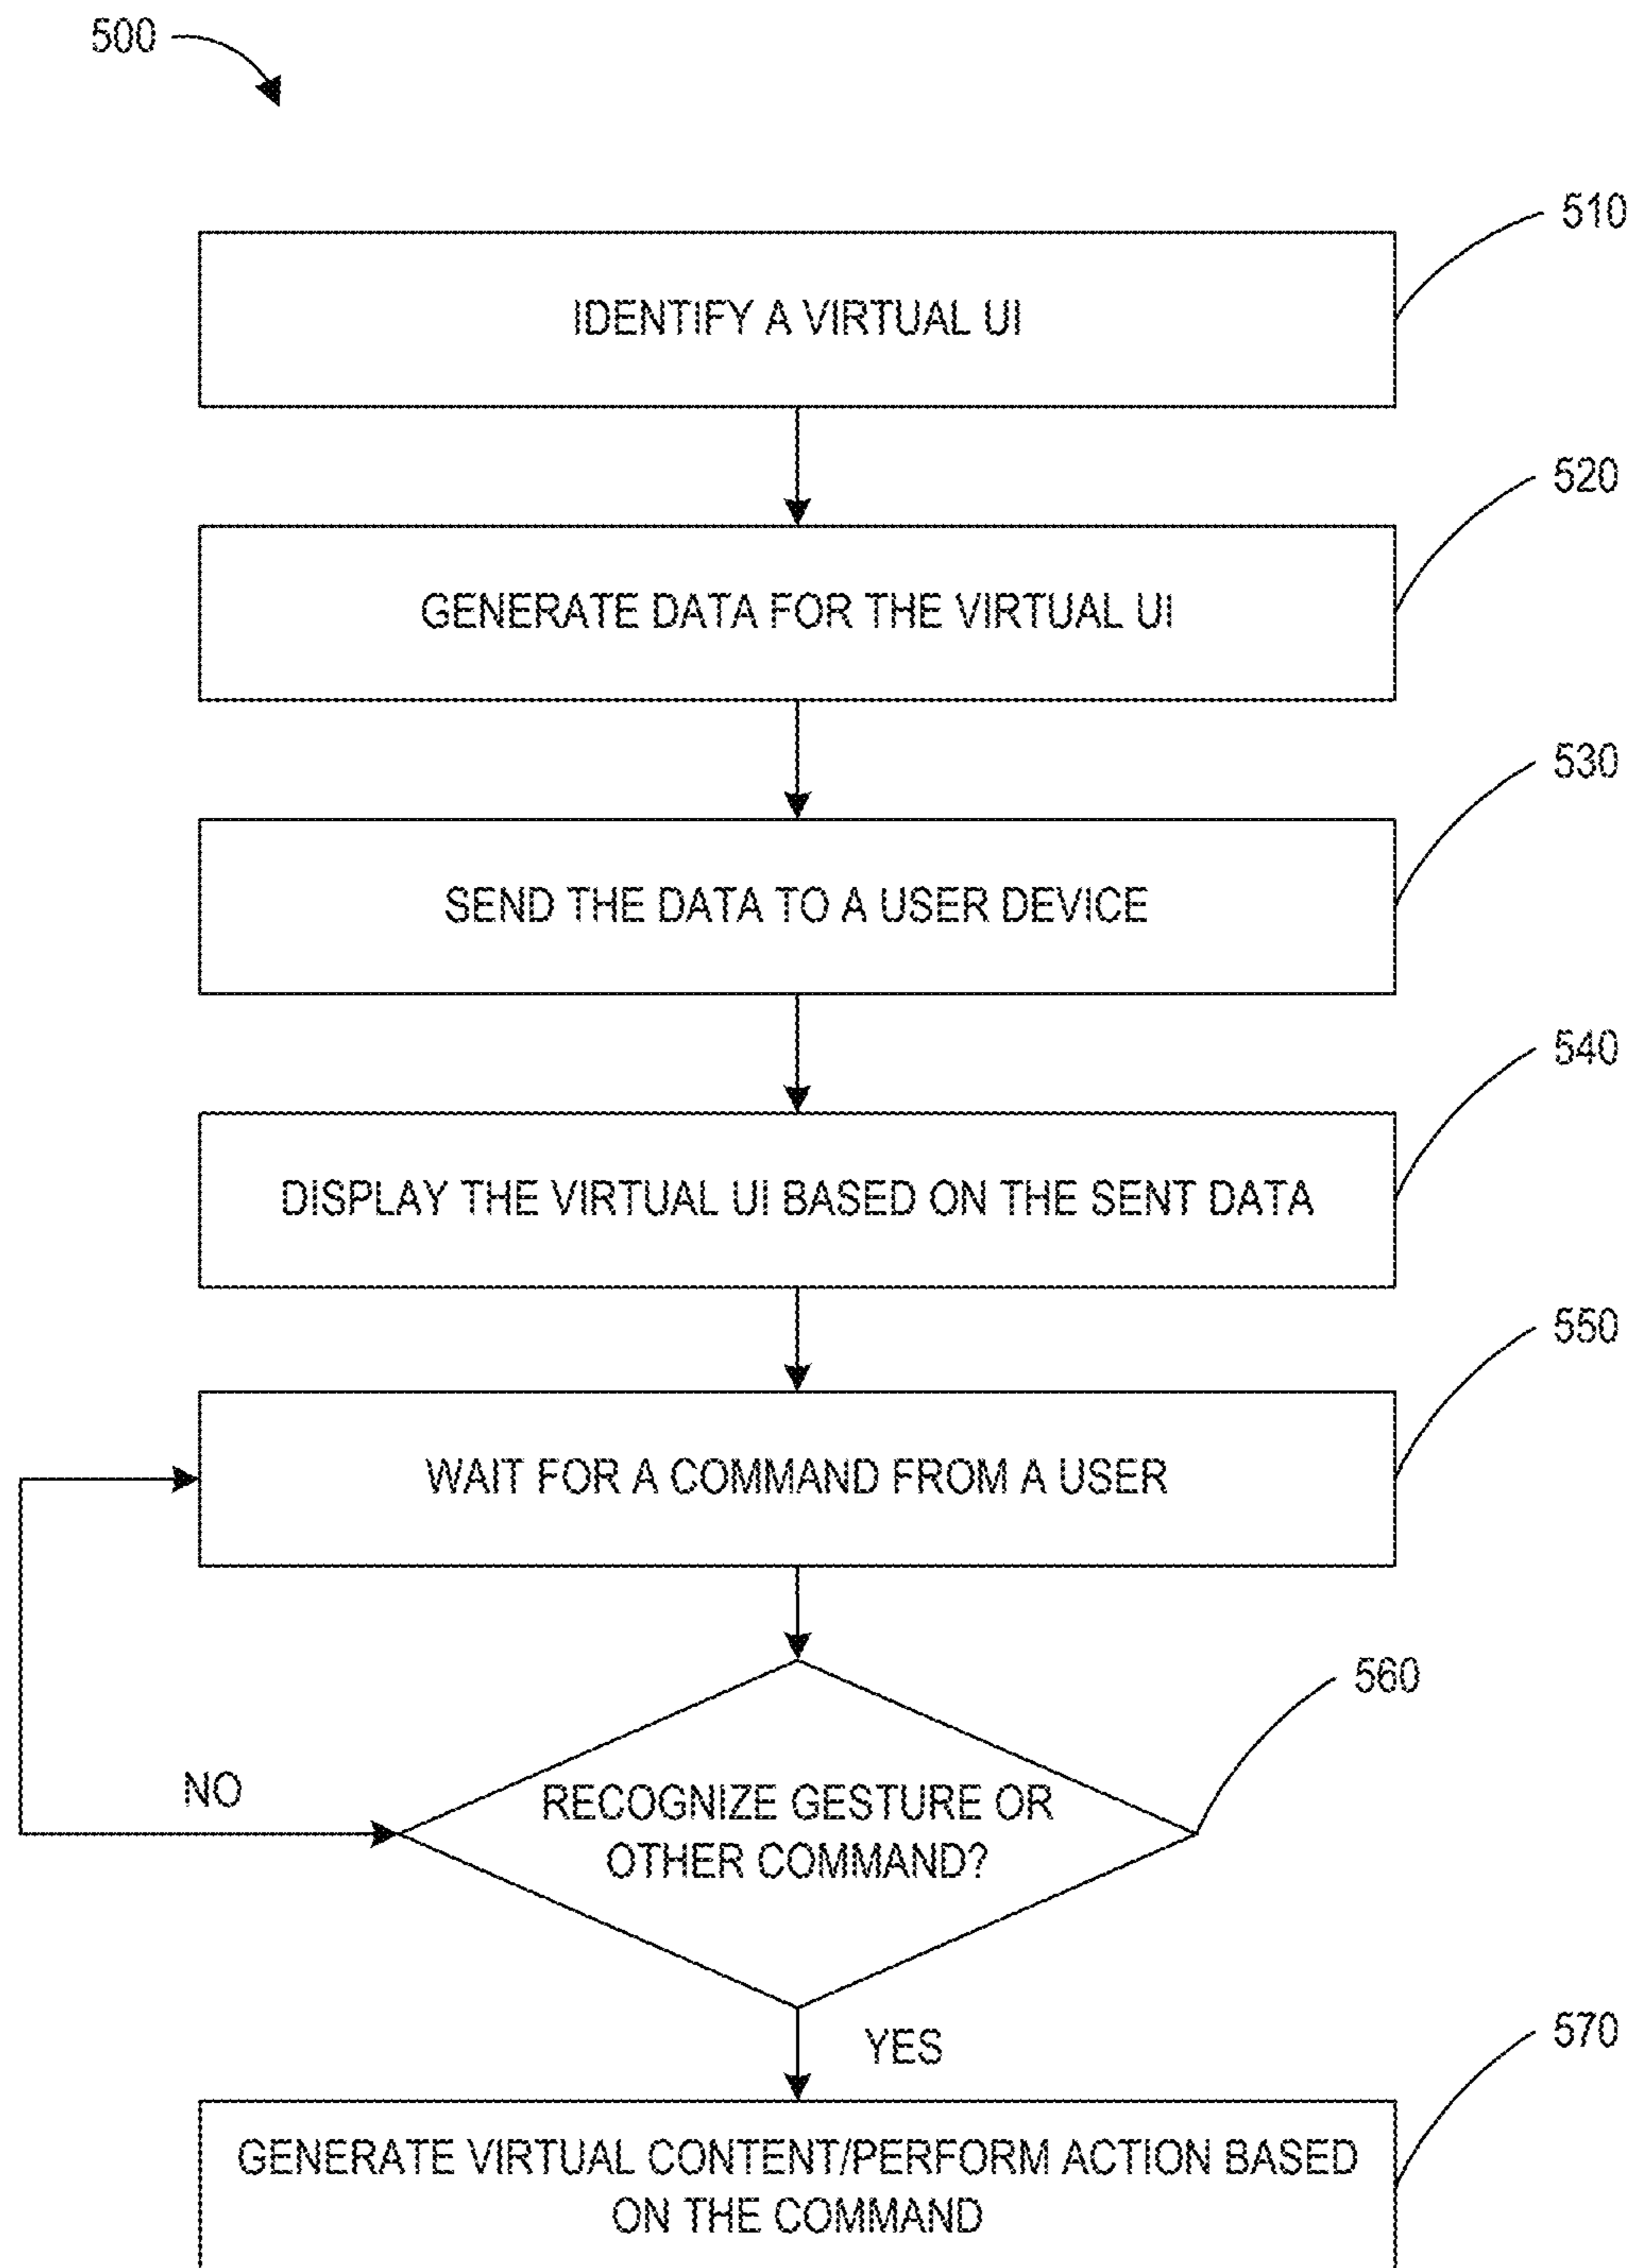 500
510
IDENTIFY A VIRTUAL UI
520
GENERATE DATA FOR THE VIRTUAL UI
530
SEND THE DATA TO A USER DEVICE
540
DISPLAY THE VIRTUAL UI BASED ON THE SENT DATA
550
WAIT FOR A COMMAND FROM A USER
560
NO
RECOGNIZE GESTURE OR
OTHER COMMAND?
YES
570
GENERATE VIRTUAL CONTENT/PERFORM ACTION BASED
ON THE COMMAND